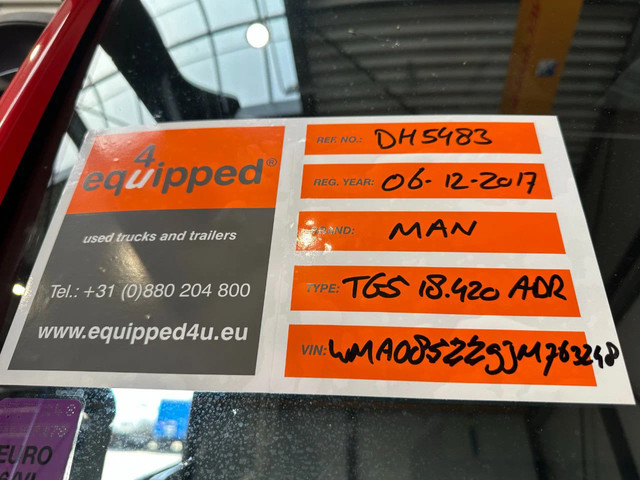 4
equipped®
used trucks and trailers
Tel.: +31 (0)880 204 800
www.equipped4u.eu
REF. NO.: DH5483
REG. YEAR: 06-12-2017
BRAND: MAN
TYPE: TGS 18.420 ADR
VIN:
EURO